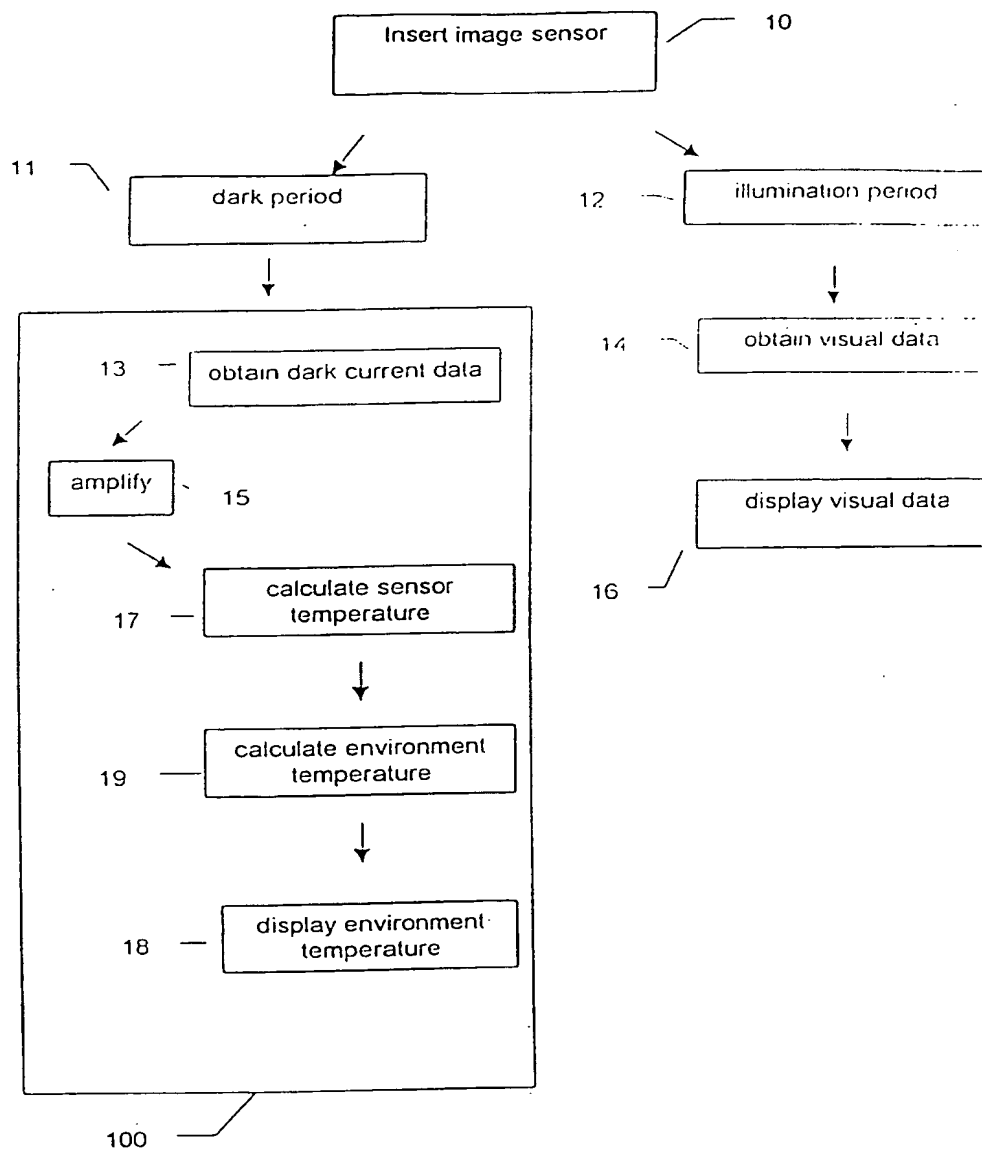 Insert image sensor
10
11
dark period
12
illumination period
13
obtain dark current data
14
obtain visual data
amplify
15
display visual data
16
17
calculate sensor
temperature
19
calculate environment
temperature
18
display environment
temperature
100